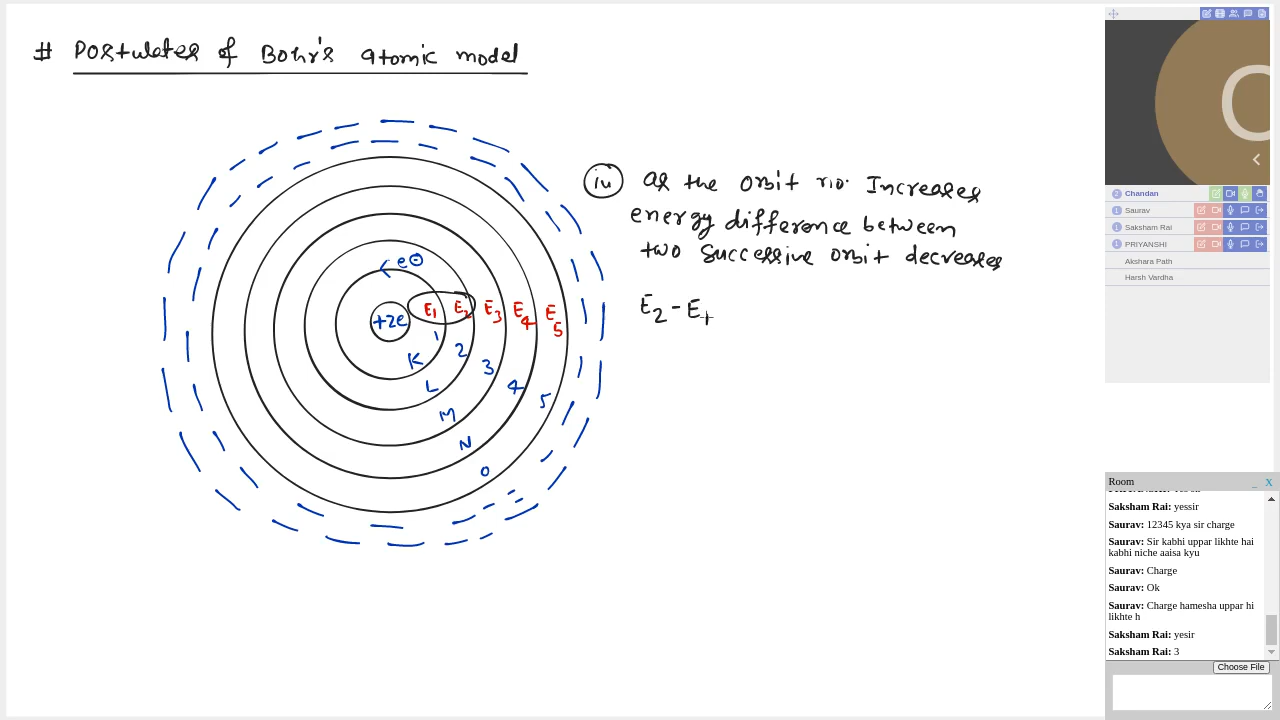 # Postulates of Bohr's atomic model
iv As the orbit no. Increases
energy difference between
two successive orbit decreases
E2 - E
e⊖
+ze
E1 E2 E3 E4 E5
1 2 3 4 5
K
L
M
N
O
C
Chandan
Saurav
Saksham Rai
PRIYANSHI
Akshara Path
Harsh Vardha
Room _ X
Saksham Rai: yessir
Saurav: 12345 kya sir charge
Saurav: Sir kabhi uppar likhte hai
kabhi niche aaisa kyu
Saurav: Charge
Saurav: Ok
Saurav: Charge hamesha uppar hi
likhte h
Saksham Rai: yesir
Saksham Rai: 3
Choose File